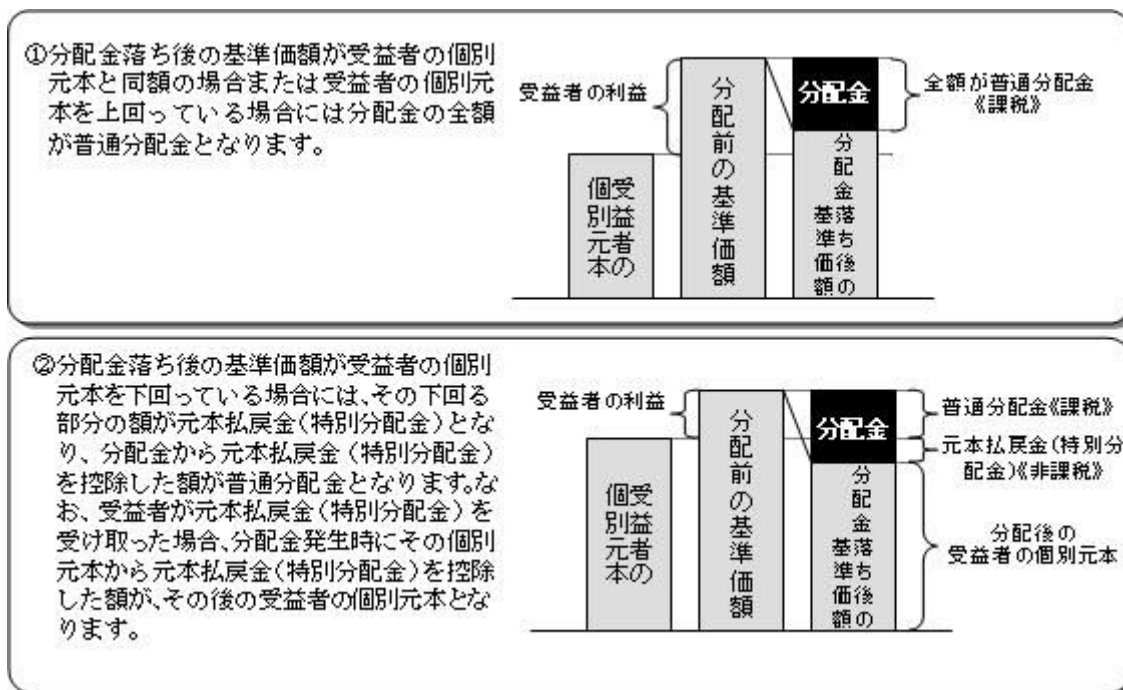 ①分配金落ち後の基準価額が受益者の個別
元本と同額の場合または受益者の個別元
本を上回っている場合には分配金の全額
が普通分配金となります。
受益者の利益
個別元本
受益者の
分配前の基準価額
分配金
分配金落ち後の
基準価額
全額が普通分配金
《課税》
②分配金落ち後の基準価額が受益者の個別
元本を下回っている場合には、その下回る
部分の額が元本払戻金(特別分配金)とな
り、分配金から元本払戻金(特別分配金)
を控除した額が普通分配金となります。な
お、受益者が元本払戻金(特別分配金)を
受け取った場合、分配金発生時にその個別
元本から元本払戻金(特別分配金)を控除
した額が、その後の受益者の個別元本とな
ります。
受益者の利益
受益者の
個別元本
分配前の基準価額
分配金
分配金落ち後の
基準価額
普通分配金《課税》
元本払戻金(特別分
配金)《非課税》
分配後の
受益者の個別元本